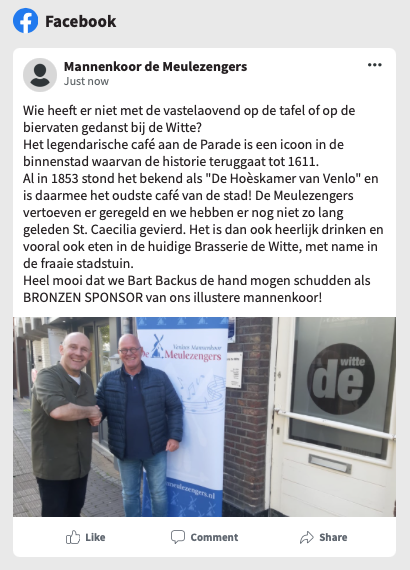 Facebook
Mannenkoor de Meulezengers
Just now
Wie heeft er niet met de vastelaovend op de tafel of op de
biervaten gedanst bij de Witte?
Het legendarische café aan de Parade is een icoon in de
binnenstad waarvan de historie teruggaat tot 1611.
Al in 1853 stond het bekend als "De Hoèskamer van Venlo" en
is daarmee het oudste café van de stad! De Meulezengers
vertoeven er geregeld en we hebben er nog niet zo lang
geleden St. Caecilia gevierd. Het is dan ook heerlijk drinken en
vooral ook eten in de huidige Brasserie de Witte, met name in
de fraaie stadstuin.
Heel mooi dat we Bart Backus de hand mogen schudden als
BRONZEN SPONSOR van ons illustere mannenkoor!
Venloos Mannenkoor
De Meulezengers
witte
de
Like
Comment
Share